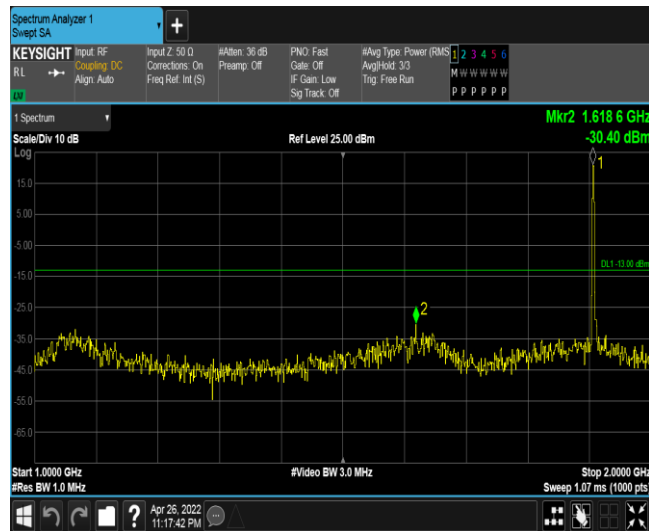 Spectrum Analyzer 1
Swept SA
+
KEYSIGHT Input: RF Input Z: 50 Ω #Atten: 36 dB PNO: Fast #Avg Type: Power (RMS 1 2 3 4 5 6
RL Coupling: DC Corrections: On Preamp: Off Gate: Off Avg|Hold: 3/3 M W W W W W
Align: Auto Freq Ref: Int (S) IF Gain: Low Trig: Free Run
Sig Track: Off P P P P P P
1 Spectrum
Mkr2 1.618 6 GHz
Scale/Div 10 dB Ref Level 25.00 dBm -30.40 dBm
Log
1
15.0
5.00
-5.00
DL1 -13.00 dBm
-15.0
-25.0
2
-35.0
-45.0
-55.0
-65.0
Start 1.0000 GHz #Video BW 3.0 MHz Stop 2.0000 GHz
#Res BW 1.0 MHz Sweep 1.07 ms (1000 pts)
? Apr 26, 2022
11:17:42 PM